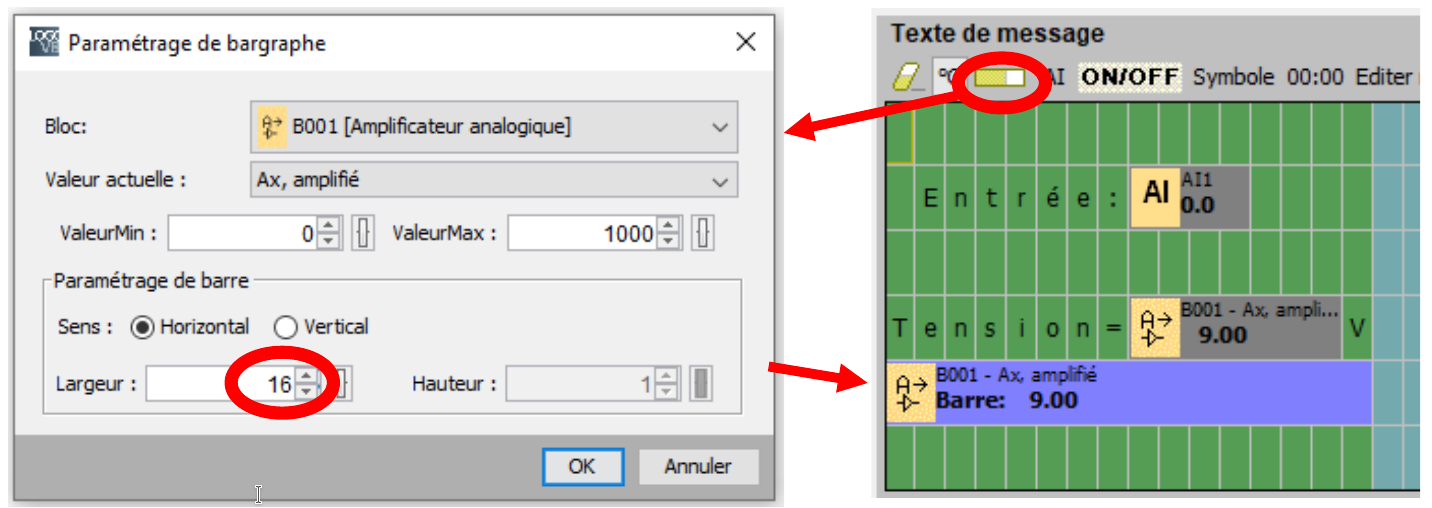 Paramétrage de bargraphe
Bloc: B001 [Amplificateur analogique]
Valeur actuelle : Ax, amplifié
ValeurMin : 0 ValeurMax : 1000
Paramétrage de barre
Sens : Horizontal Vertical
Largeur : 16 Hauteur : 1
OK Annuler
Texte de message
AI ON/OFF Symbole 00:00 Editer
Entrée: AI AI1
0.0
Tension= B001 - Ax, ampli... V
9.00
B001 - Ax, amplifié
Barre: 9.00